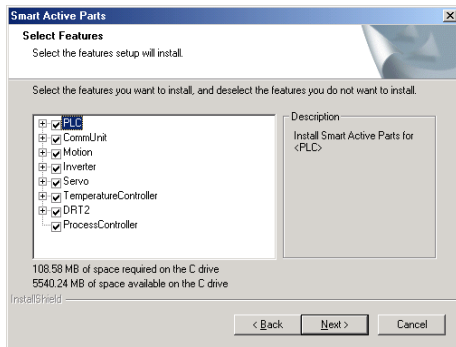 Smart Active Parts
Select Features
Select the features setup will install.
Select the features you want to install, and deselect the features you do not want to install.
PLC
CommUnit
Motion
Inverter
Servo
TemperatureController
DRT2
ProcessController
Description
Install Smart Active Parts for
<PLC>
108.58 MB of space required on the C drive
5540.24 MB of space available on the C drive
InstallShield
< Back
Next >
Cancel